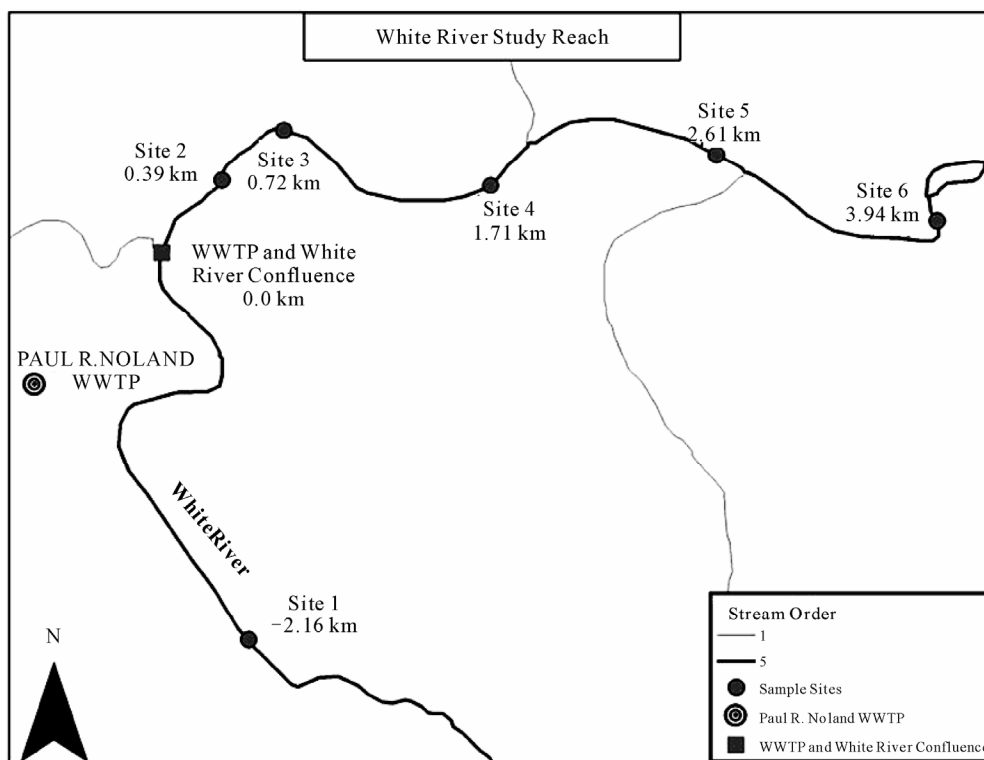 White River Study Reach
Site 5
2.61 km
Site 2
0.39 km
Site 3
0.72 km
Site 6
3.94 km
Site 4
1.71 km
WWTP and White
River Confluence
0.0 km
PAUL R.NOLAND
WWTP
WhiteRiver
Site 1
−2.16 km
N
Stream Order
1
5
Sample Sites
Paul R. Noland WWTP
WWTP and White River Confluence